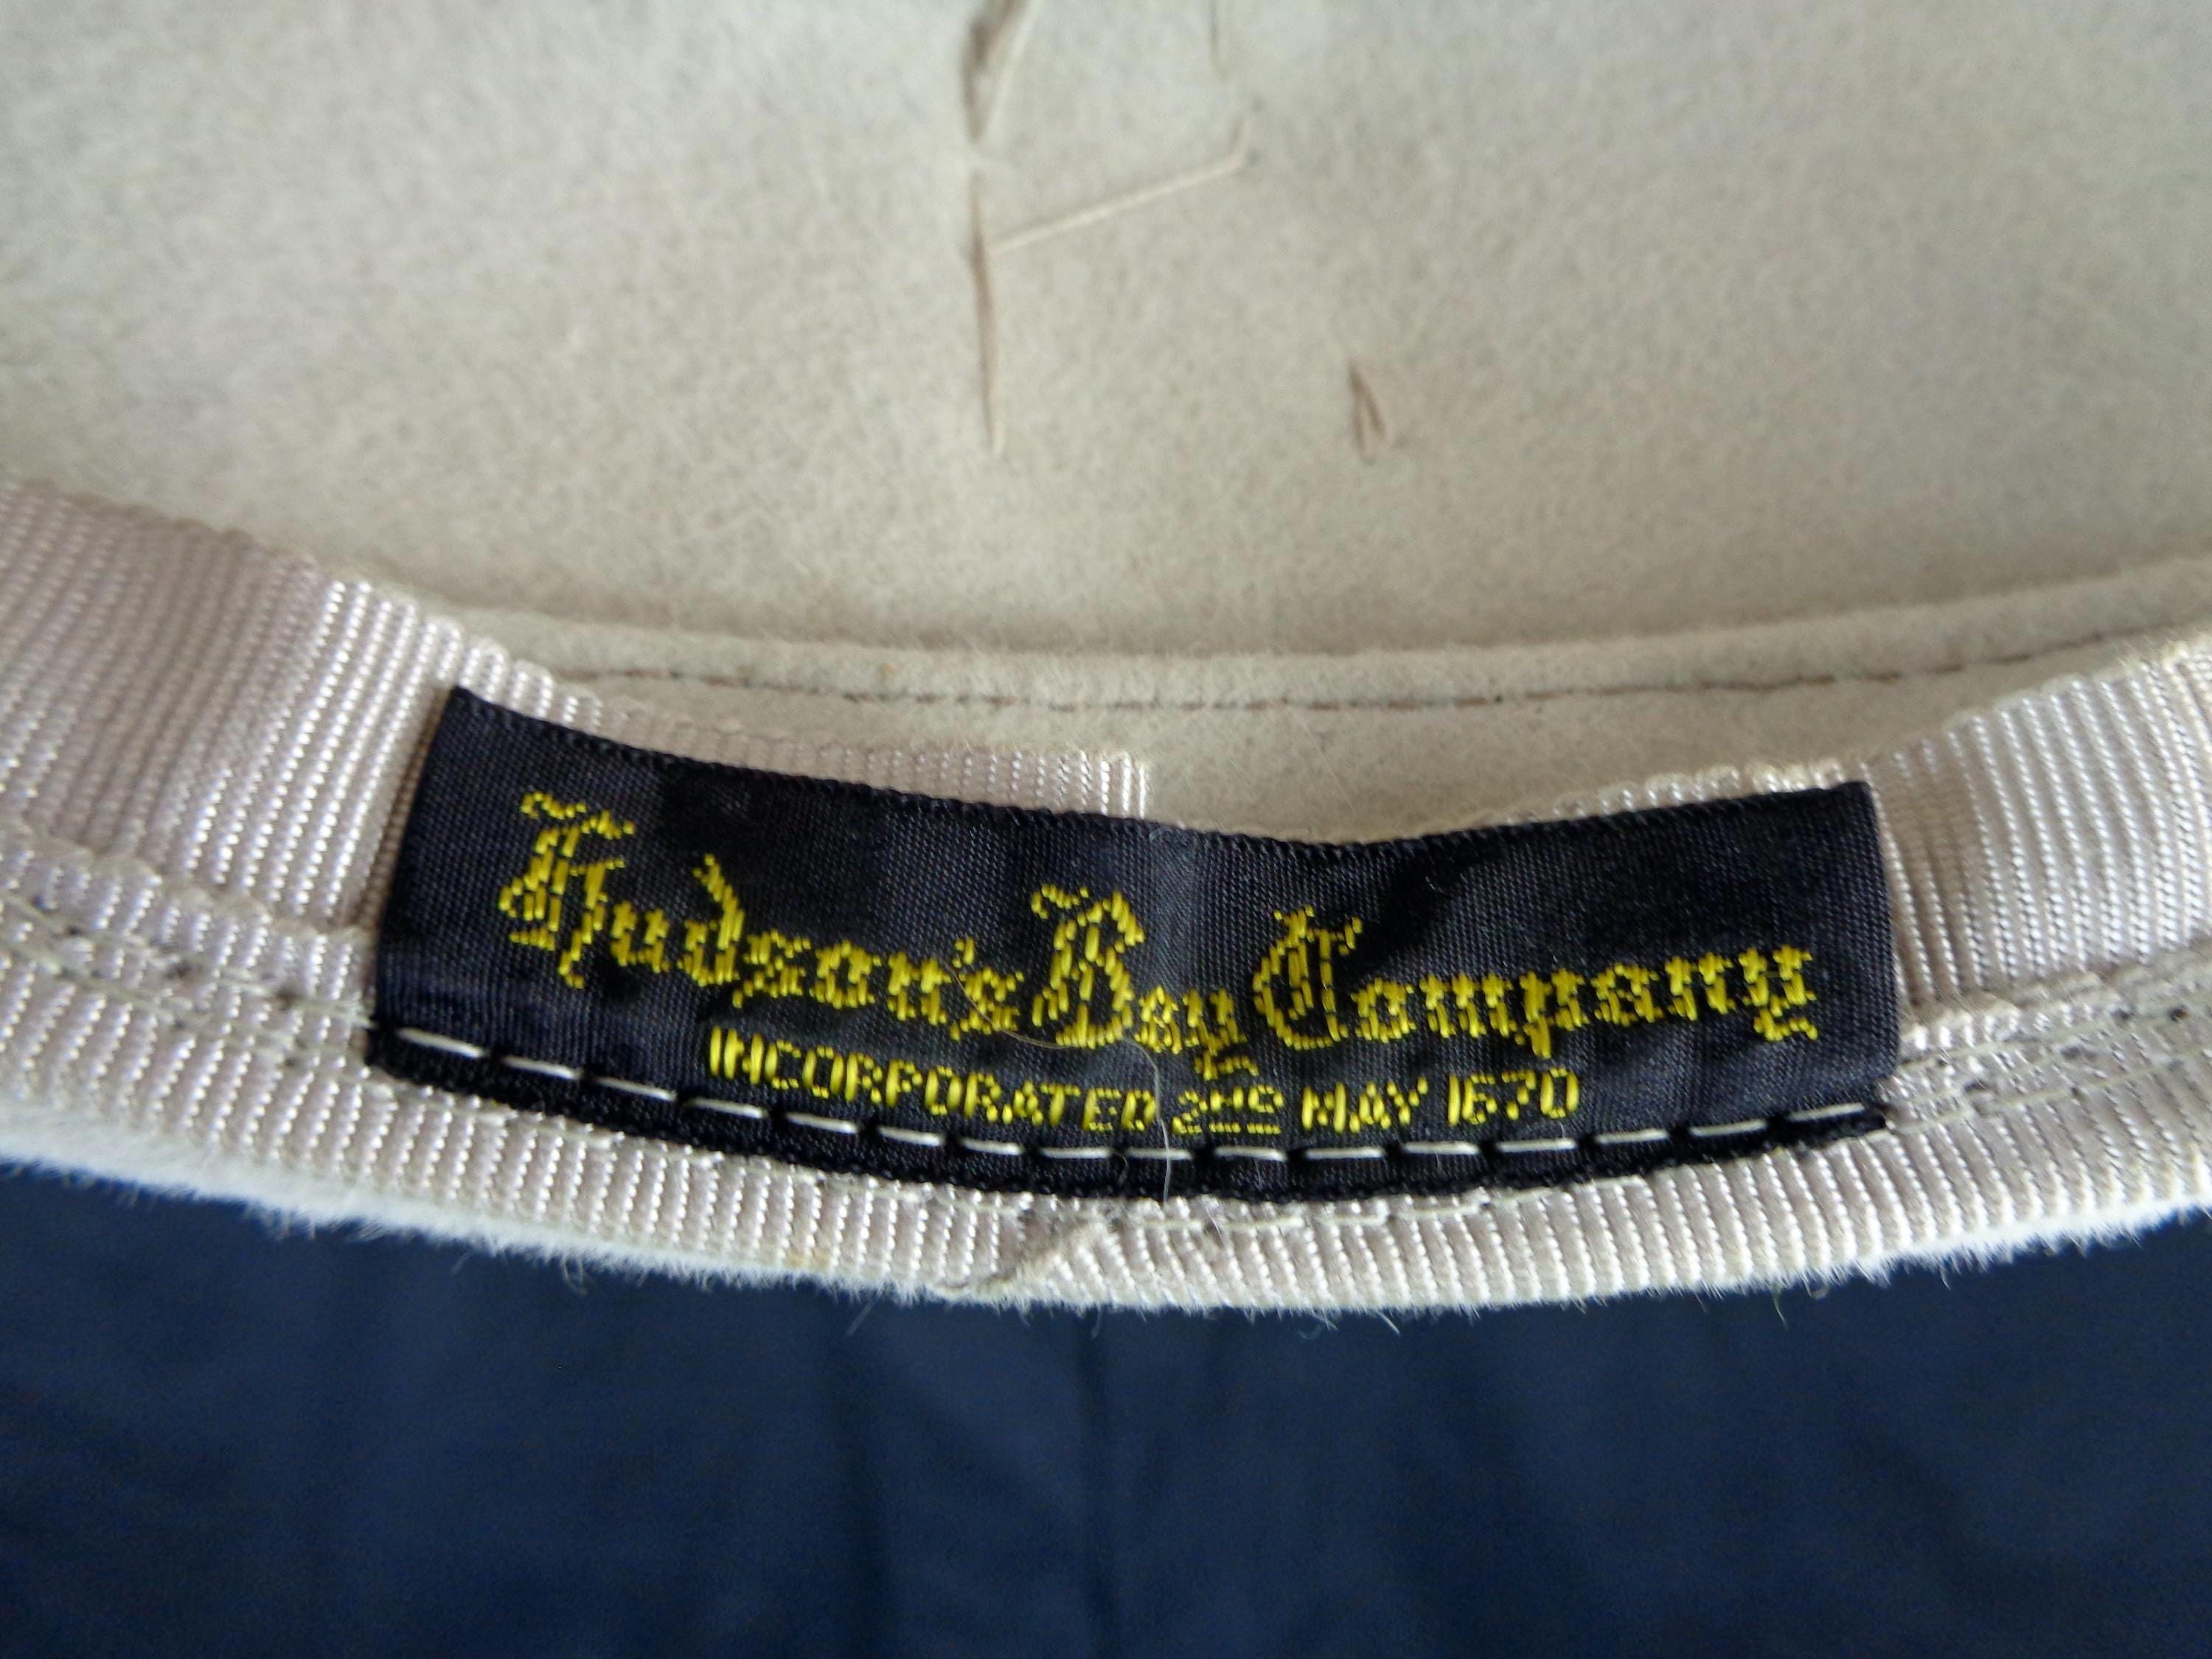 Hudson's Bay Company
INCORPORATED 2ND MAY 1670